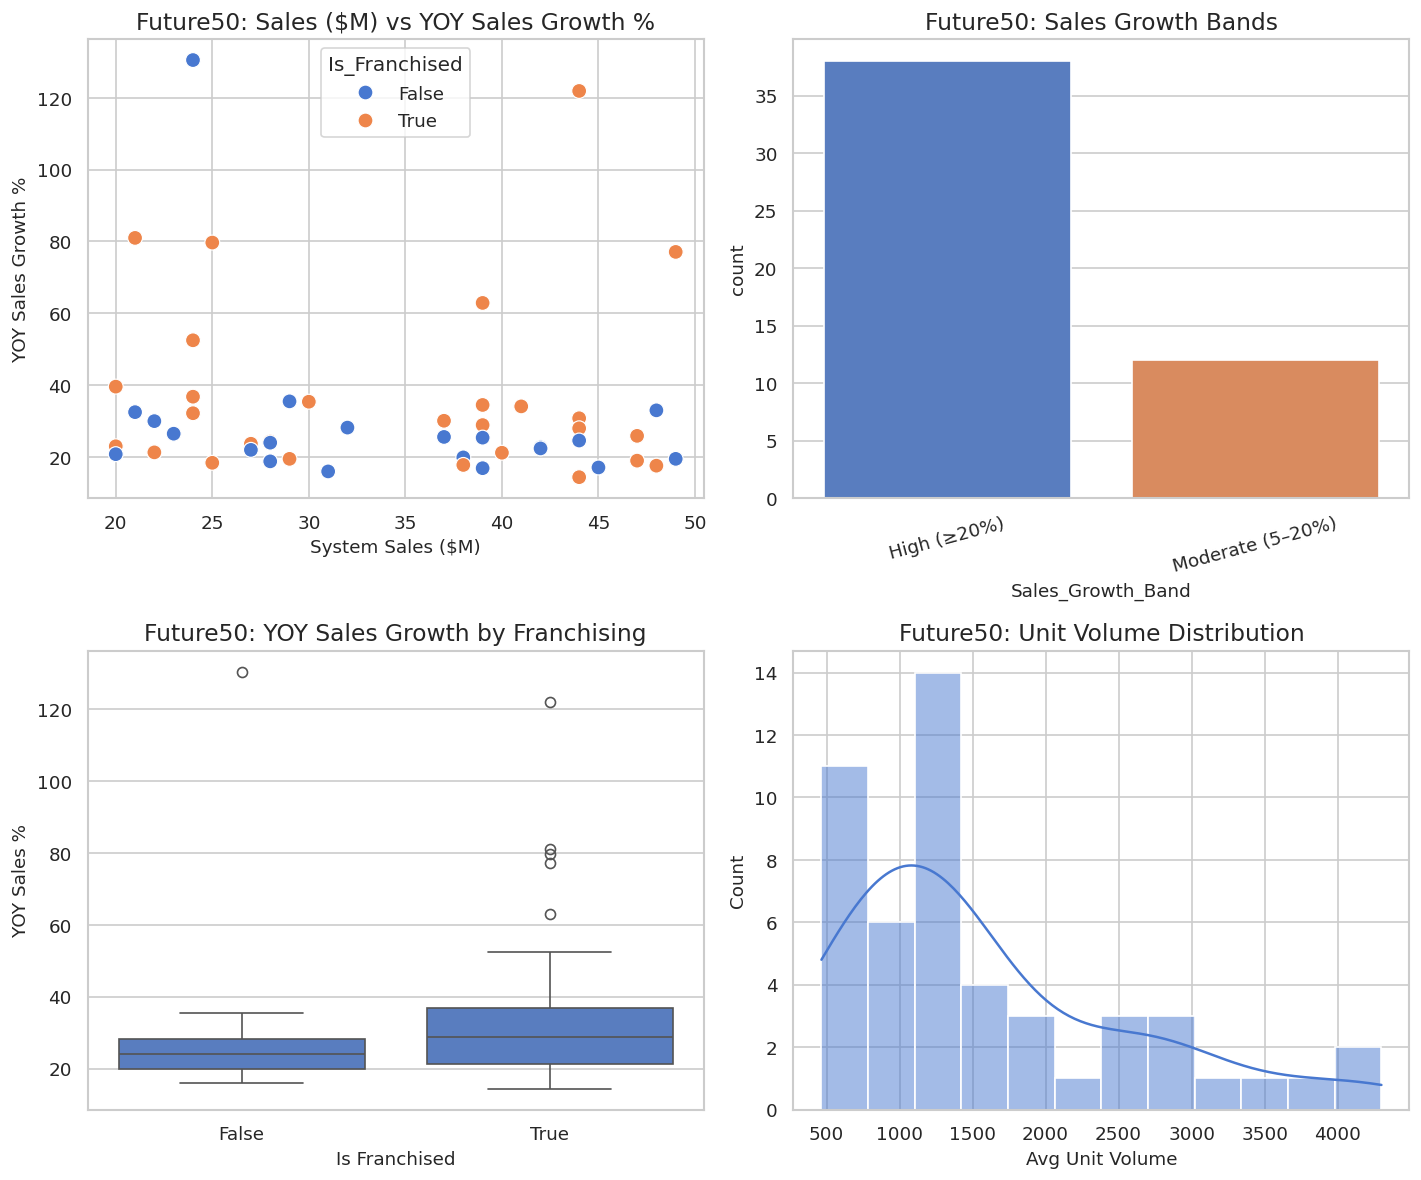 Future50: Sales ($M) vs YOY Sales Growth %
Is_Franchised
False
True
YOY Sales Growth %
120
100
80
60
40
20
20 25 30 35 40 45 50
System Sales ($M)
Future50: Sales Growth Bands
count
35
30
25
20
15
10
5
0
High (≥20%) Moderate (5–20%)
Sales_Growth_Band
Future50: YOY Sales Growth by Franchising
YOY Sales %
120
100
80
60
40
20
False True
Is Franchised
Future50: Unit Volume Distribution
Count
14
12
10
8
6
4
2
0
500 1000 1500 2000 2500 3000 3500 4000
Avg Unit Volume